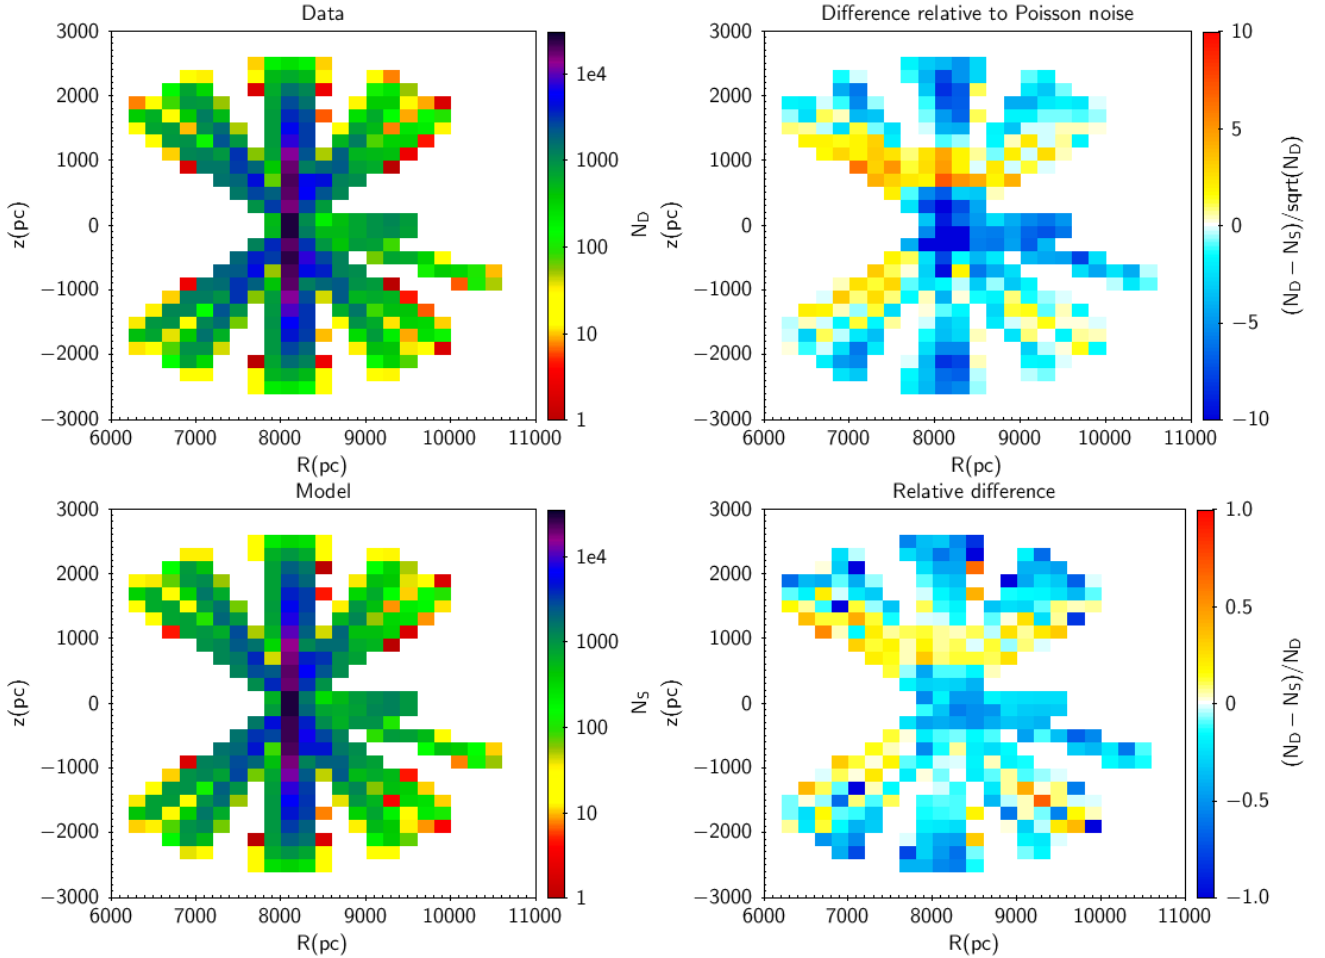 Data
3000
2000
1000
0
−1000
−2000
−3000
z(pc)
6000 7000 8000 9000 10000 11000
R(pc)
1e4
1000
100
10
1
N_D
Difference relative to Poisson noise
3000
2000
1000
0
−1000
−2000
−3000
z(pc)
6000 7000 8000 9000 10000 11000
R(pc)
10
5
0
−5
−10
(N_D − N_S)/sqrt(N_D)
Model
3000
2000
1000
0
−1000
−2000
−3000
z(pc)
6000 7000 8000 9000 10000 11000
R(pc)
1e4
1000
100
10
1
N_S
Relative difference
3000
2000
1000
0
−1000
−2000
−3000
z(pc)
6000 7000 8000 9000 10000 11000
R(pc)
1.0
0.5
0
−0.5
−1.0
(N_D − N_S)/N_D